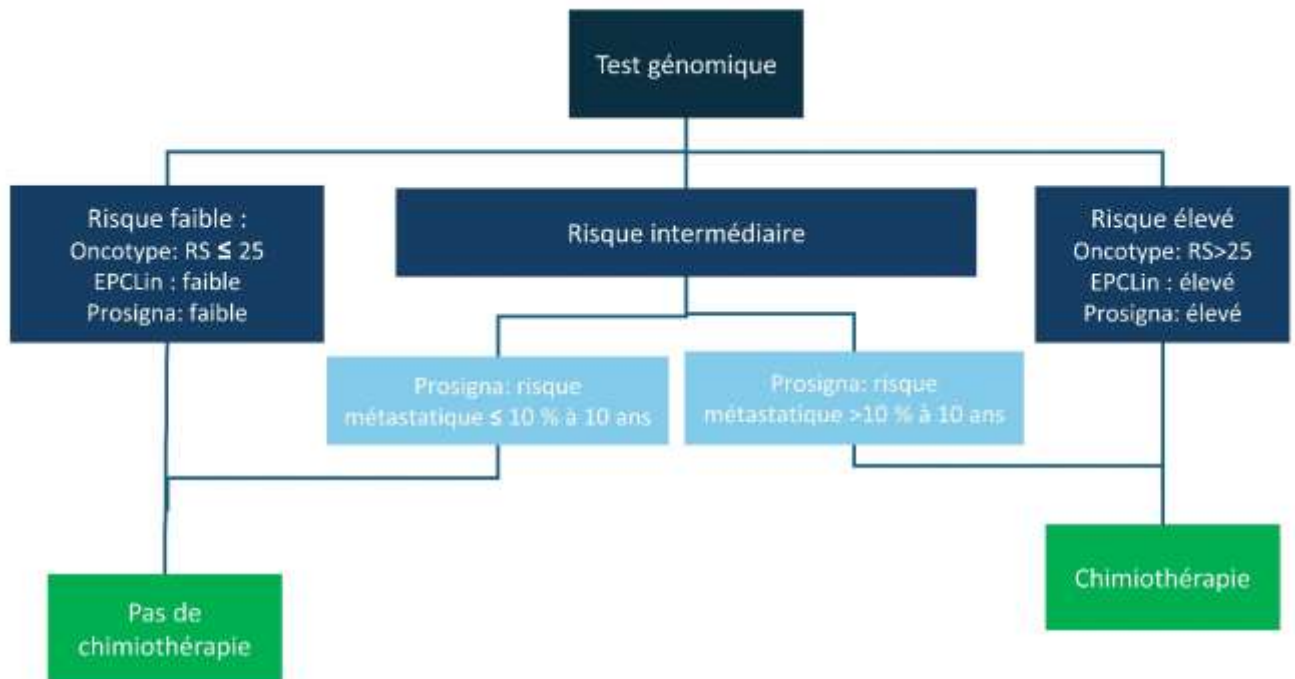 Test génomique
Risque faible :
Oncotype: RS ≤ 25
EPCLin : faible
Prosigna: faible
Risque intermédiaire
Risque élevé
Oncotype: RS>25
EPCLin : élevé
Prosigna: élevé
Prosigna: risque
métastatique ≤ 10 % à 10 ans
Prosigna: risque
métastatique >10 % à 10 ans
Pas de
chimiothérapie
Chimiothérapie